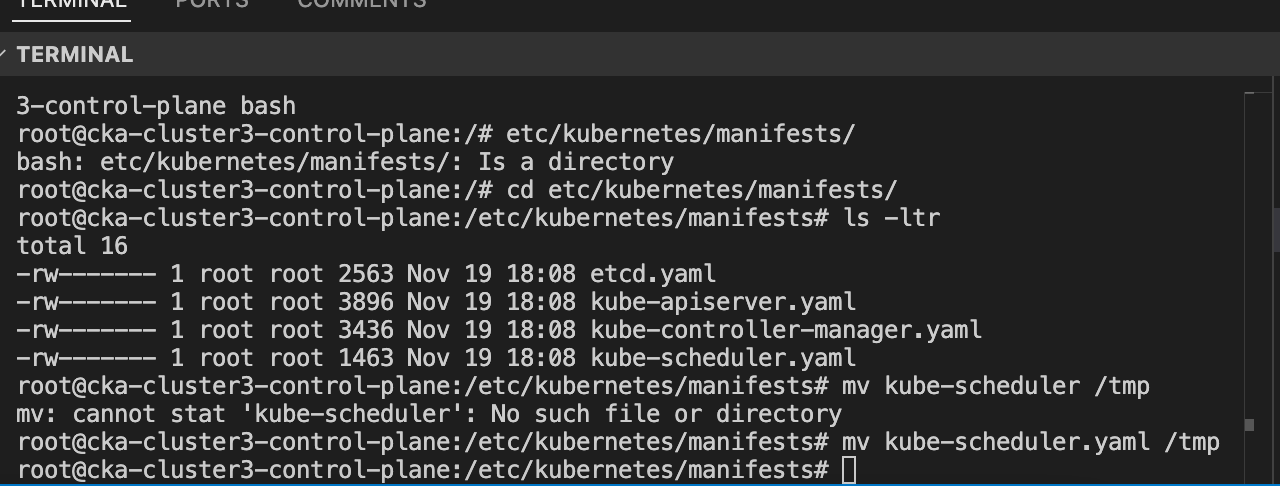 TERMINAL PORTS COMMENTS
TERMINAL
3-control-plane bash
root@cka-cluster3-control-plane:/# etc/kubernetes/manifests/
bash: etc/kubernetes/manifests/: Is a directory
root@cka-cluster3-control-plane:/# cd etc/kubernetes/manifests/
root@cka-cluster3-control-plane:/etc/kubernetes/manifests# ls -ltr
total 16
-rw------- 1 root root 2563 Nov 19 18:08 etcd.yaml
-rw------- 1 root root 3896 Nov 19 18:08 kube-apiserver.yaml
-rw------- 1 root root 3436 Nov 19 18:08 kube-controller-manager.yaml
-rw------- 1 root root 1463 Nov 19 18:08 kube-scheduler.yaml
root@cka-cluster3-control-plane:/etc/kubernetes/manifests# mv kube-scheduler /tmp
mv: cannot stat 'kube-scheduler': No such file or directory
root@cka-cluster3-control-plane:/etc/kubernetes/manifests# mv kube-scheduler.yaml /tmp
root@cka-cluster3-control-plane:/etc/kubernetes/manifests#